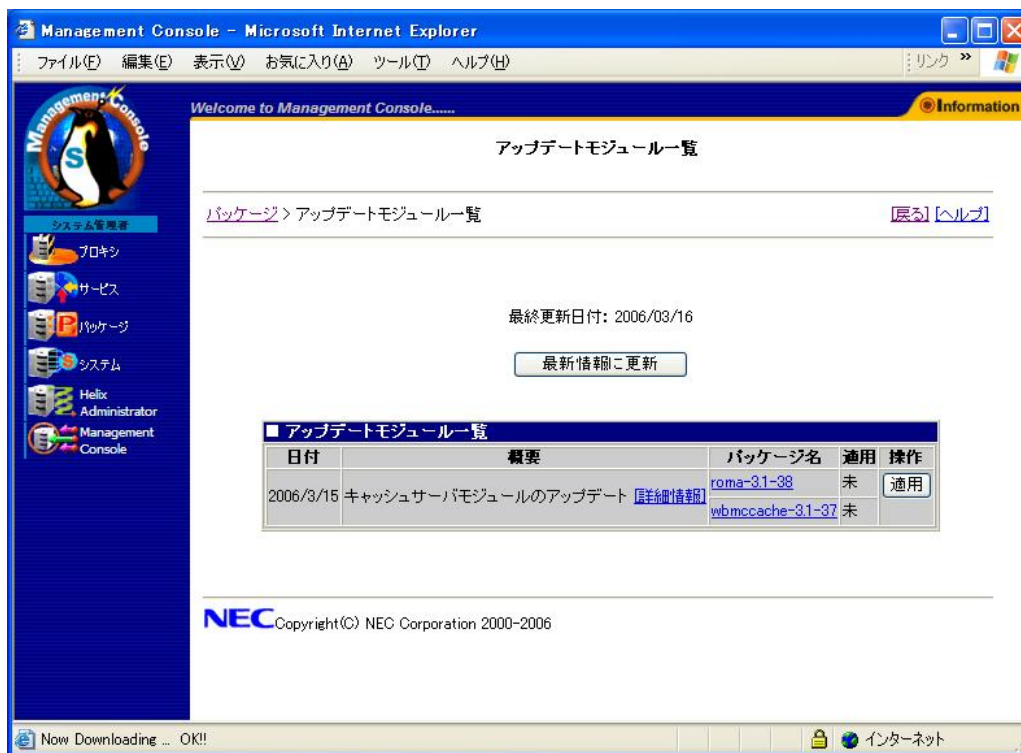 Management Console - Microsoft Internet Explorer
ファイル(F) 編集(E) 表示(V) お気に入り(A) ツール(T) ヘルプ(H) リンク »
Management Console
S
Welcome to Management Console......
Information
アップデートモジュール一覧
パッケージ > アップデートモジュール一覧 [戻る] [ヘルプ]
システム管理者
プロキシ
サービス
パッケージ
システム
Helix
Administrator
Management
Console
最終更新日付: 2006/03/16
最新情報に更新
■ アップデートモジュール一覧
日付 概要 パッケージ名 適用 操作
2006/3/15 キャッシュサーバモジュールのアップデート [詳細情報] roma-3.1-38 未 適用
wbmccache-3.1-37 未
NEC Copyright(C) NEC Corporation 2000-2006
Now Downloading ... OK!! インターネット